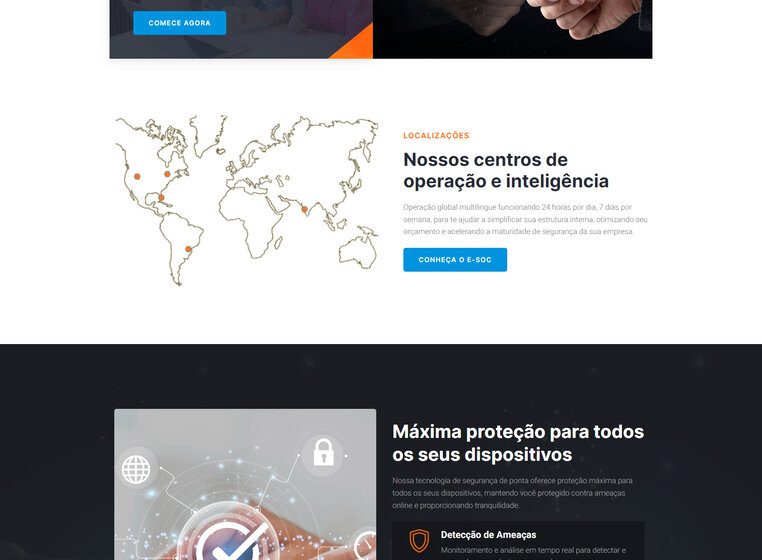 COMECE AGORA
LOCALIZAÇÕES
Nossos centros de
operação e inteligência
Operação global multilingue funcionando 24 horas por dia, 7 dias por
semana, para te ajudar a simplificar sua estrutura interna, otimizando seu
orçamento e acelerando a maturidade de segurança da sua empresa.
CONHEÇA O E-SOC
Máxima proteção para todos
os seus dispositivos
Nossa tecnologia de segurança de ponta oferece proteção máxima para
todos os seus dispositivos, mantendo você protegido contra ameaças
online e proporcionando tranquilidade.
Detecção de Ameaças
Monitoramento e análise em tempo real para detectar e